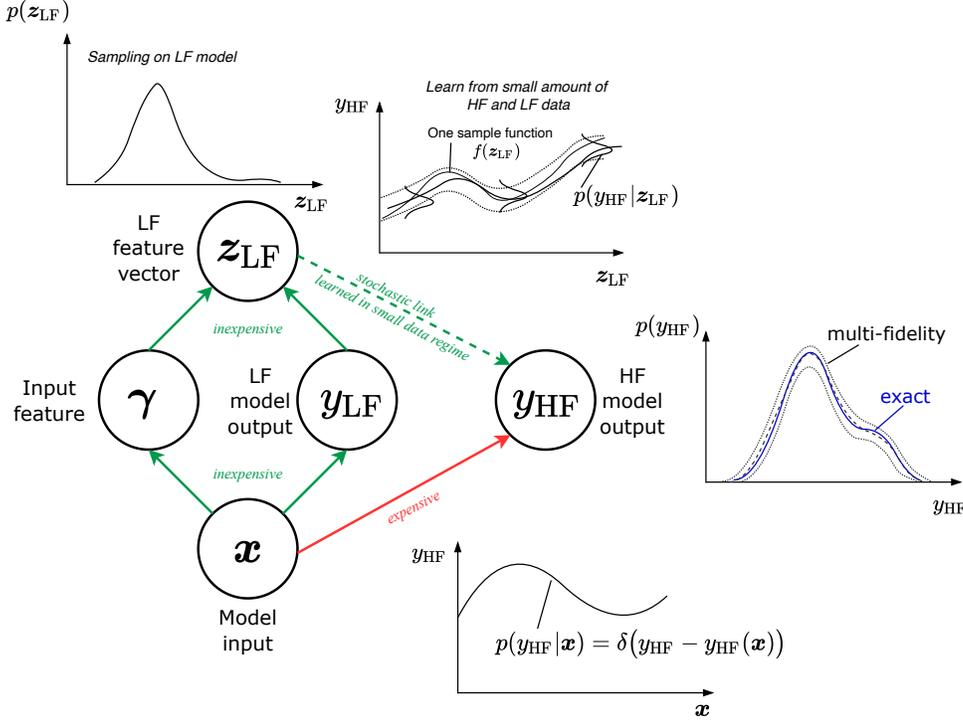 p(z_LF)
Sampling on LF model
z_LF
Learn from small amount of
HF and LF data
y_HF
One sample function
f(z_LF)
p(y_HF|z_LF)
z_LF
LF
feature
vector
z_LF
stochastic link
learned in small data regime
inexpensive
Input
feature
γ
LF
model
output
y_LF
y_HF
HF
model
output
p(y_HF)
multi-fidelity
exact
y_HF
inexpensive
expensive
x
Model
input
y_HF
p(y_HF|x) = δ(y_HF − y_HF(x))
x